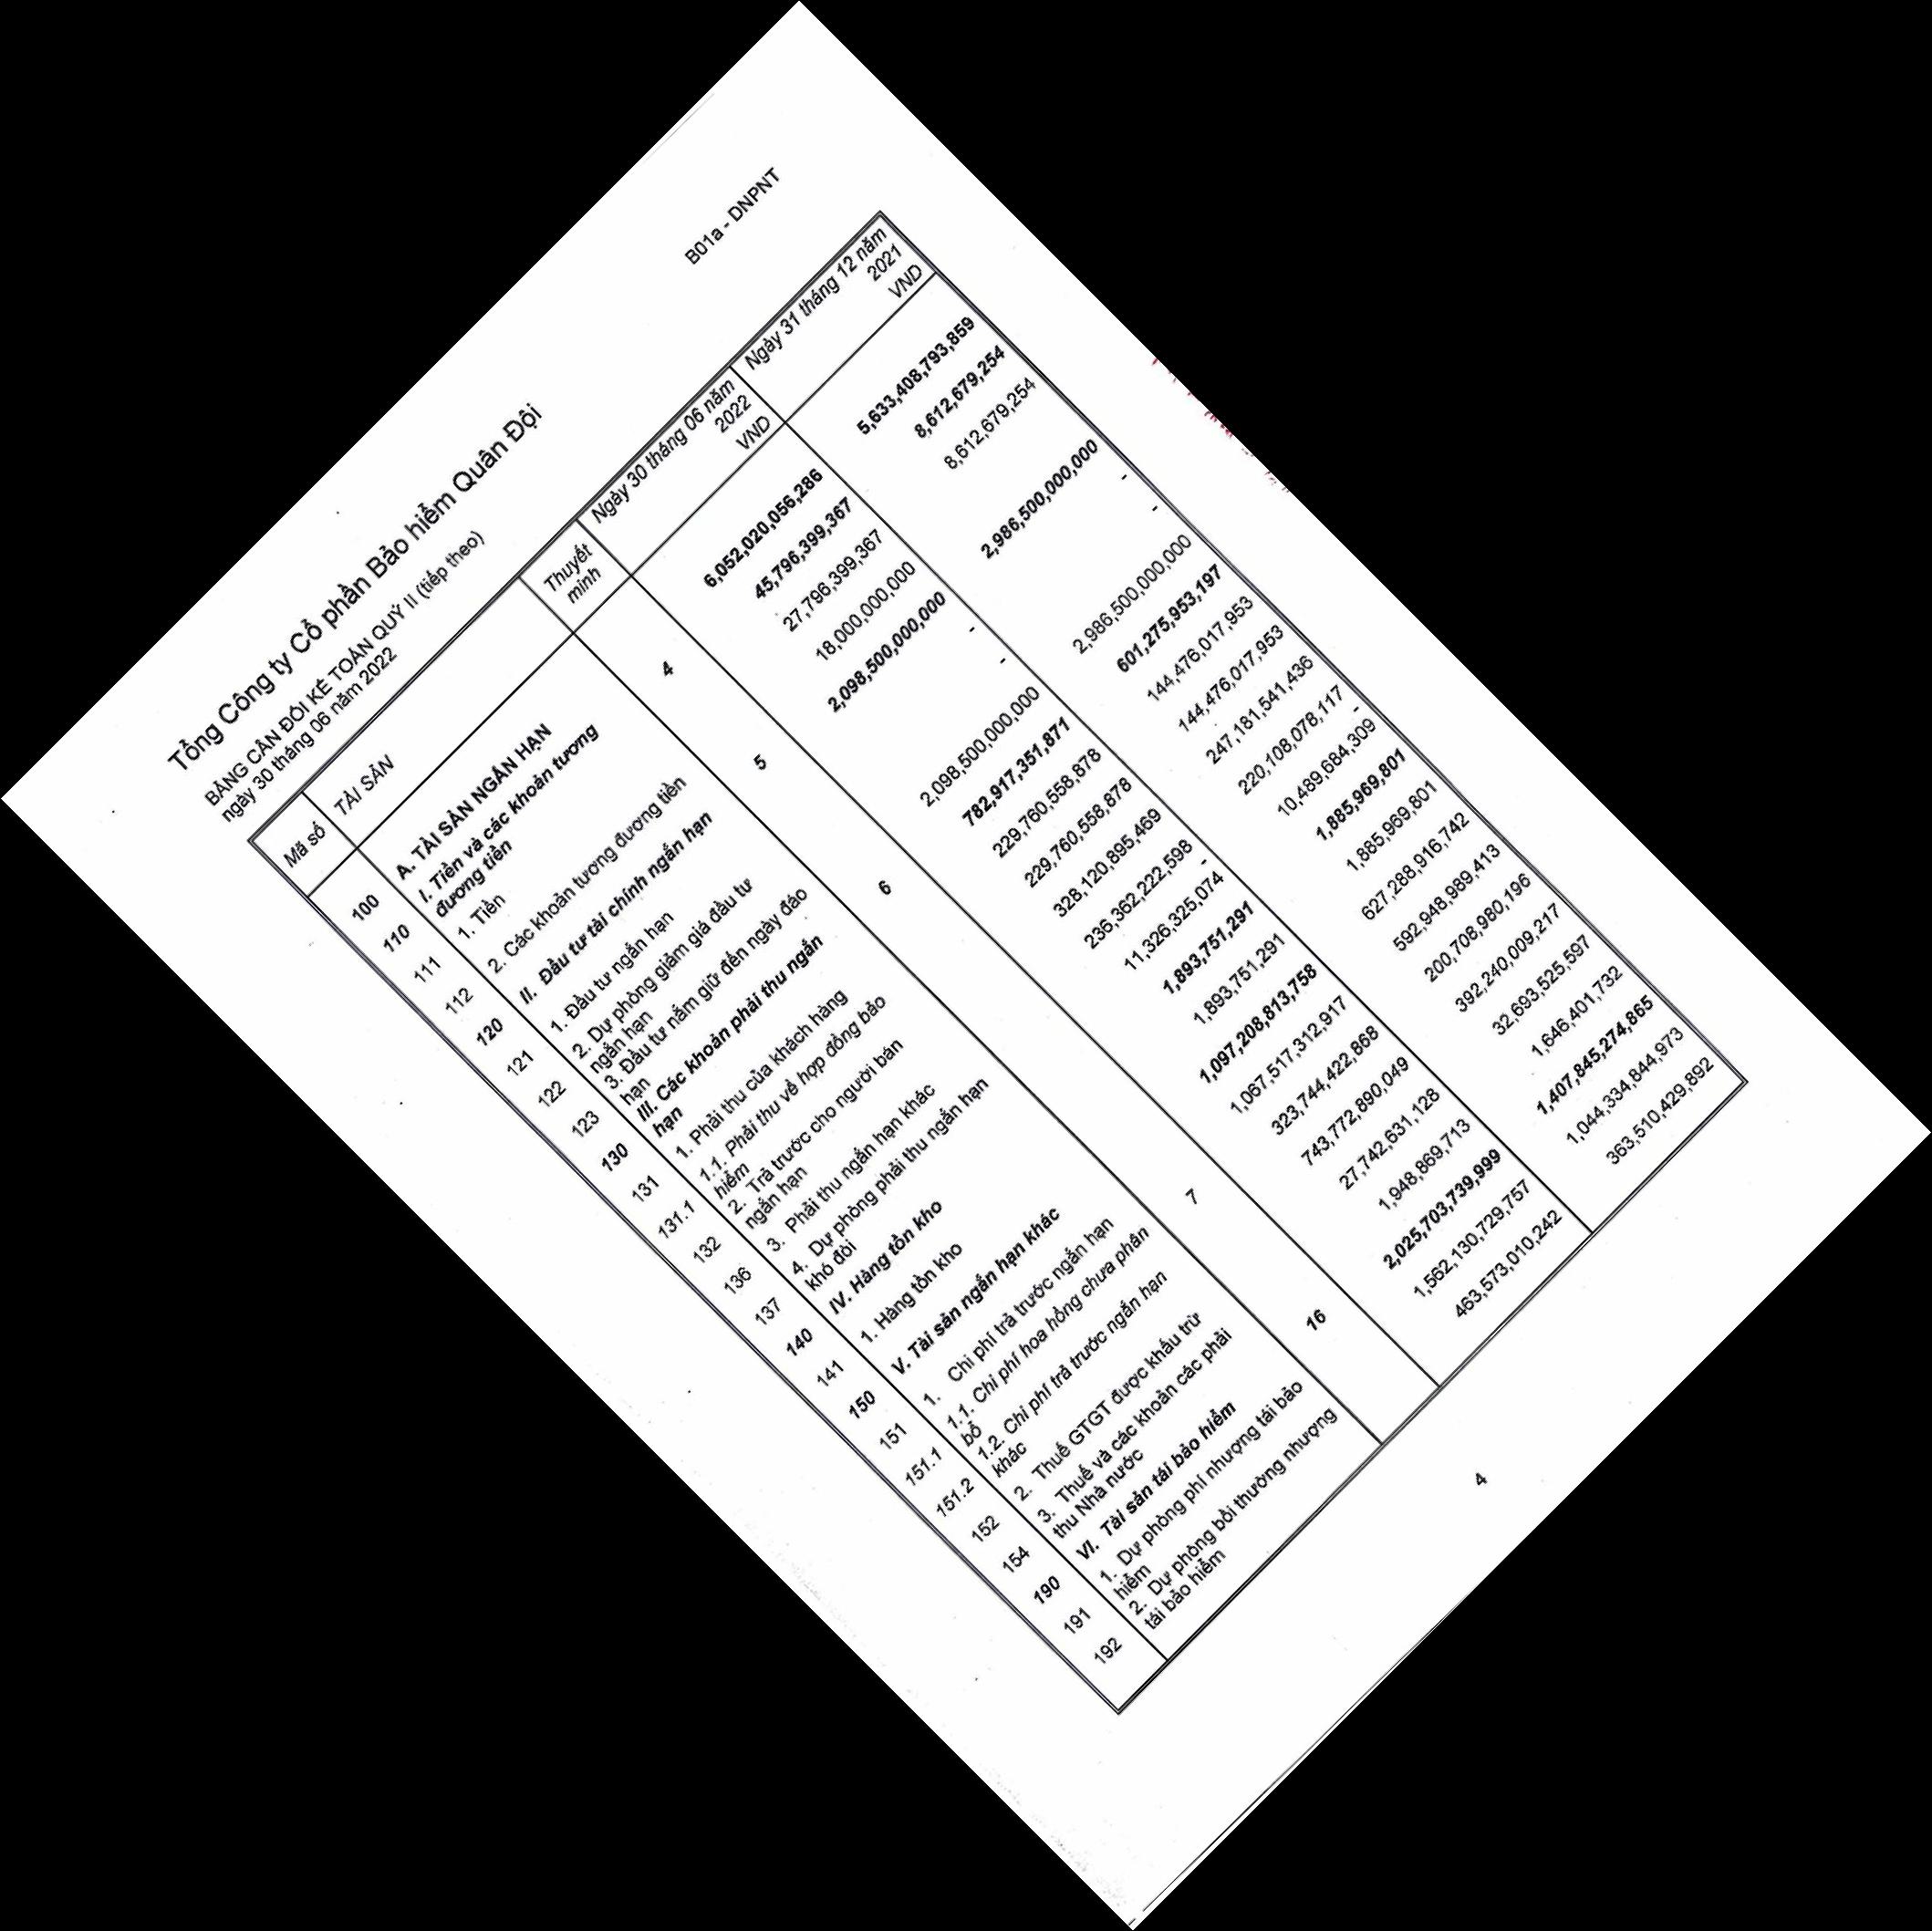 B01a - DNPNT
Tổng Công ty Cổ phần Bảo hiểm Quân Đội
BẢNG CÂN ĐỐI KẾ TOÁN QUÝ II (tiếp theo)
ngày 30 tháng 06 năm 2022
Mã số TÀI SẢN Thuyết minh Ngày 30 tháng 06 năm 2022 VND Ngày 31 tháng 12 năm 2021 VND
100 A. TÀI SẢN NGẮN HẠN 6,052,020,056,286 5,633,408,793,859
110 I. Tiền và các khoản tương đương tiền 4 45,796,399,367 8,612,679,254
111 1. Tiền 27,796,399,367 8,612,679,254
112 2. Các khoản tương đương tiền 18,000,000,000
120 II. Đầu tư tài chính ngắn hạn 5 2,098,500,000,000 2,986,500,000,000
121 1. Đầu tư ngắn hạn - -
122 2. Dự phòng giảm giá đầu tư ngắn hạn - -
123 3. Đầu tư nắm giữ đến ngày đáo hạn 2,098,500,000,000 2,986,500,000,000
130 III. Các khoản phải thu ngắn hạn 6 782,917,351,871 601,275,953,197
131 1. Phải thu của khách hàng 229,760,558,878 144,476,017,953
131.1 1.1. Phải thu về hợp đồng bảo hiểm 229,760,558,878 144,476,017,953
132 2. Trả trước cho người bán ngắn hạn 328,120,895,469 247,181,541,436
136 3. Phải thu ngắn hạn khác 236,362,222,598 220,108,078,117
137 4. Dự phòng phải thu ngắn hạn khó đòi - 11,326,325,074 - 10,489,684,309
140 IV. Hàng tồn kho 1,893,751,291 1,885,969,801
141 1. Hàng tồn kho 1,893,751,291 1,885,969,801
150 V. Tài sản ngắn hạn khác 1,097,208,813,758 627,288,916,742
151 1. Chi phí trả trước ngắn hạn 1,067,517,312,917 592,948,989,413
151.1 1.1. Chi phí hoa hồng chưa phân bổ 7 323,744,422,868 200,708,980,196
151.2 1.2. Chi phí trả trước ngắn hạn khác 743,772,890,049 392,240,009,217
152 2. Thuế GTGT được khấu trừ 27,742,631,128 32,693,525,597
154 3. Thuế và các khoản các phải thu Nhà nước 1,948,869,713 1,646,401,732
190 VI. Tài sản tái bảo hiểm 16 2,025,703,739,999 1,407,845,274,865
191 1. Dự phòng phí nhượng tái bảo hiểm 1,562,130,729,757 1,044,334,844,973
192 2. Dự phòng bồi thường nhượng tái bảo hiểm 463,573,010,242 363,510,429,892
4